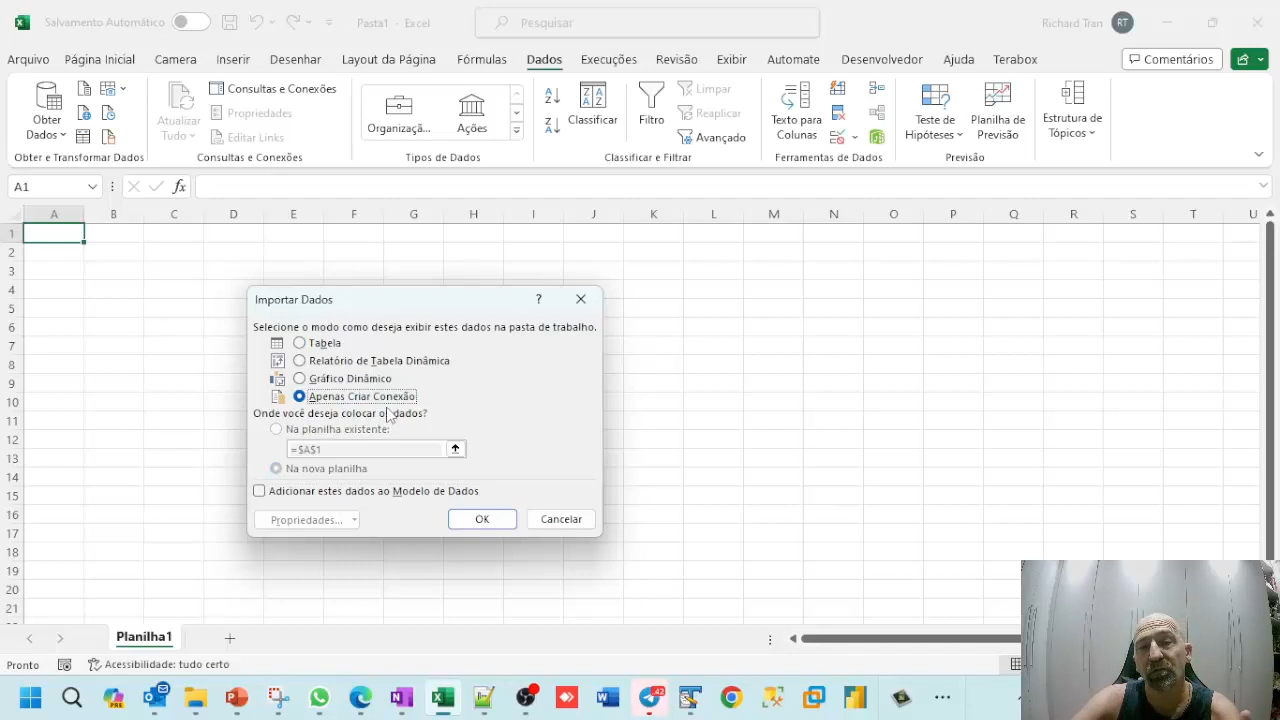 Salvamento Automático
Pasta1 - Excel
Pesquisar
Richard Tran
RT
Arquivo Página Inicial Camera Inserir Desenhar Layout da Página Fórmulas Dados Execuções Revisão Exibir Automate Desenvolvedor Ajuda Terabox
Comentários
Obter Dados
Obter e Transformar Dados
Atualizar Tudo
Consultas e Conexões
Propriedades
Editar Links
Consultas e Conexões
Organizaçã... Ações
Tipos de Dados
Classificar
Filtro
Limpar
Reaplicar
Avançado
Classificar e Filtrar
Texto para Colunas
Ferramentas de Dados
Teste de Hipóteses
Planilha de Previsão
Previsão
Estrutura de Tópicos
A1
fx
A B C D E F G H I J K L M N O P Q R S T U
1
2
3
4
5
6
7
8
9
10
11
12
13
14
15
16
17
18
19
20
21
Importar Dados ?
Selecione o modo como deseja exibir estes dados na pasta de trabalho.
Tabela
Relatório de Tabela Dinâmica
Gráfico Dinâmico
Apenas Criar Conexão
Onde você deseja colocar os dados?
Na planilha existente:
=$A$1
Na nova planilha
Adicionar estes dados ao Modelo de Dados
Propriedades... OK Cancelar
Planilha1
Pronto
Acessibilidade: tudo certo
PRE
42